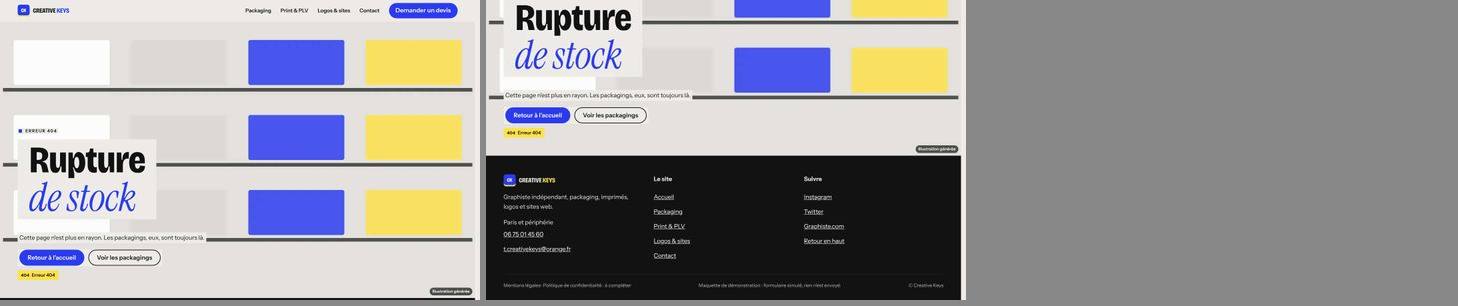 CK CREATIVE KEYS
Packaging Print & PLV Logos & sites Contact Demander un devis
ERREUR 404
Rupture
de stock
Cette page n'est plus en rayon. Les packagings, eux, sont toujours là.
Retour à l'accueil Voir les packagings
404 Erreur 404
Illustration générée
Rupture
de stock
Cette page n'est plus en rayon. Les packagings, eux, sont toujours là.
Retour à l'accueil Voir les packagings
404 Erreur 404
Illustration générée
CK CREATIVE KEYS
Graphiste indépendant, packaging, imprimés,
logos et sites web.
Paris et périphérie
06 75 01 45 60
t.creativekeys@orange.fr
Le site
Accueil
Packaging
Print & PLV
Logos & sites
Contact
Suivre
Instagram
Twitter
Graphiste.com
Retour en haut
Mentions légales · Politique de confidentialité · à compléter
Maquette de démonstration : formulaire simulé, rien n'est envoyé
© Creative Keys